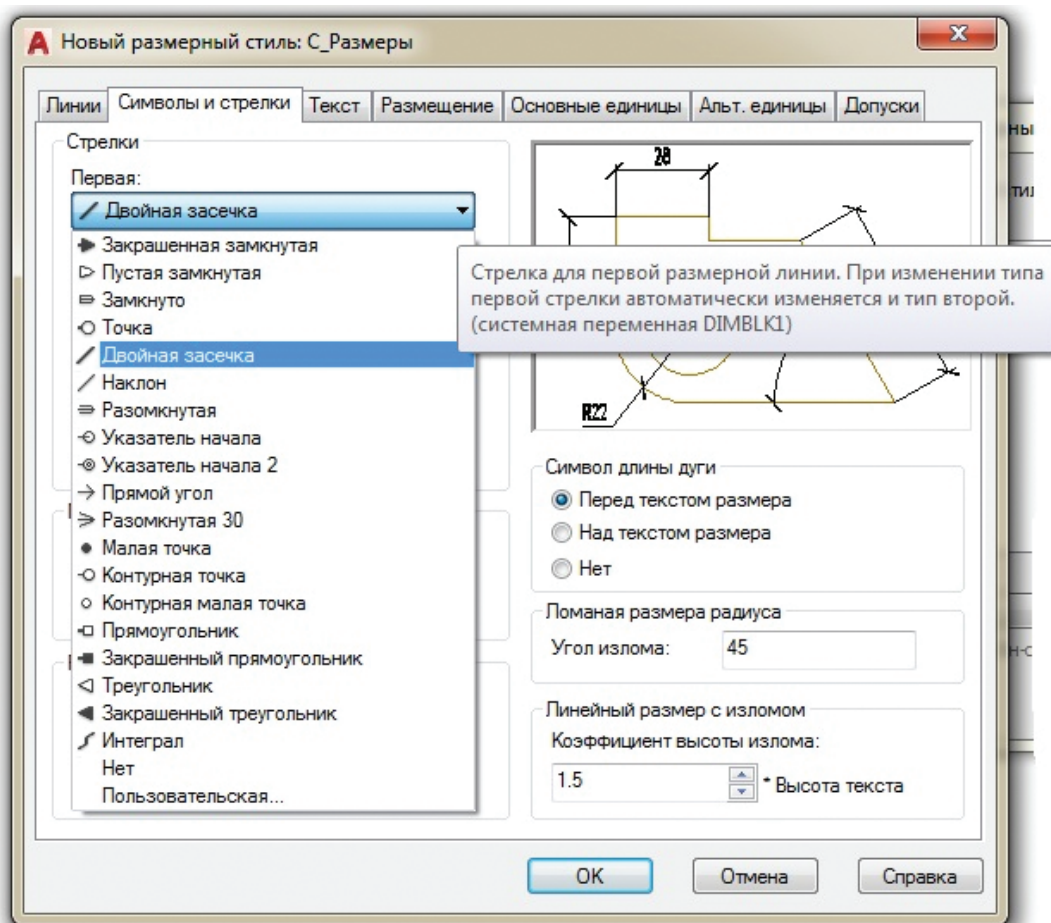 Новый размерный стиль: С_Размеры
Линии
Символы и стрелки
Текст
Размещение
Основные единицы
Альт. единицы
Допуски
Стрелки
Первая:
Двойная засечка
Закрашенная замкнутая
Пустая замкнутая
Замкнуто
Точка
Двойная засечка
Наклон
Разомкнутая
Указатель начала
Указатель начала 2
Прямой угол
Разомкнутая 30
Малая точка
Контурная точка
Контурная малая точка
Прямоугольник
Закрашенный прямоугольник
Треугольник
Закрашенный треугольник
Интеграл
Нет
Пользовательская...
28
Стрелка для первой размерной линии. При изменении типа
первой стрелки автоматически изменяется и тип второй.
(системная переменная DIMBLK1)
R22
Символ длины дуги
Перед текстом размера
Над текстом размера
Нет
Ломаная размера радиуса
Угол излома:
45
Линейный размер с изломом
Коэффициент высоты излома:
1.5
* Высота текста
OK
Отмена
Справка